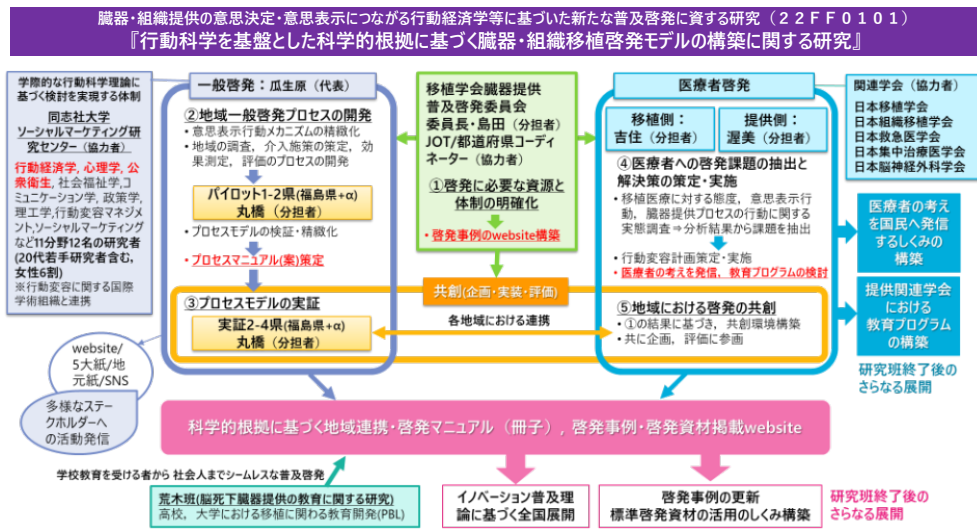 臓器・組織提供の意思決定・意思表示につながる行動経済学等に基づいた新たな普及啓発に資する研究（２２FF０１０１）
『行動科学を基盤とした科学的根拠に基づく臓器・組織移植啓発モデルの構築に関する研究』
学際的な行動科学理論に
基づく検討を実現する体制
同志社大学
ソーシャルマーケティング研
究センター（協力者）
行動経済学, 心理学, 公
衆衛生, 社会福祉学,コ
ミュニケーション学, 政策学,
理工学,行動変容マネジメ
ント,ソーシャルマーケティング
など11分野12名の研究者
(20代若手研究者含む,
女性6割)
※行動変容に関する国際
学術組織と連携
一般啓発：瓜生原（代表）
②地域一般啓発プロセスの開発
・意思表示行動メカニズムの精緻化
・地域の調査，介入施策の策定，効
果測定，評価のプロセスの開発
パイロット1-2県(福島県+α)
丸橋（分担者）
・プロセスモデルの検証・精緻化
・プロセスマニュアル(案)策定
③プロセスモデルの実証
実証2-4県(福島県+α)
丸橋（分担者）
移植学会臓器提供
普及啓発委員会
委員長・島田（分担者）
JOT/都道府県コーディ
ネーター（協力者）
①啓発に必要な資源と
体制の明確化
・啓発事例のwebsite構築
共創(企画・実装・評価)
各地域における連携
医療者啓発
移植側：
吉住（分担者）
提供側：
渥美（分担者）
④医療者への啓発課題の抽出と
解決策の策定・実施
・移植医療に対する態度，意思表示行
動，臓器提供プロセスの行動に関する
実態調査⇒分析結果から課題を抽出
・行動変容計画策定・実施
・医療者の考えを発信，教育プログラムの検討
⑤地域における啓発の共創
・①の結果に基づき，共創環境構築
・共に企画，評価に参画
関連学会（協力者）
日本移植学会
日本組織移植学会
日本救急医学会
日本集中治療医学会
日本脳神経外科学会
医療者の考え
を国民へ発信
するしくみの
構築
提供関連学会
における
教育プログラム
の構築
研究班終了後の
さらなる展開
website/
5大紙/地
元紙/SNS
多様なステー
クホルダーへ
の活動発信
科学的根拠に基づく地域連携・啓発マニュアル（冊子）, 啓発事例・啓発資材掲載website
学校教育を受ける者から 社会人までシームレスな普及啓発
荒木班(脳死下臓器提供の教育に関する研究)
高校，大学における移植に関わる教育開発(PBL)
イノベーション普及理
論に基づく全国展開
啓発事例の更新
標準啓発資材の活用のしくみ構築
研究班終了後の
さらなる展開